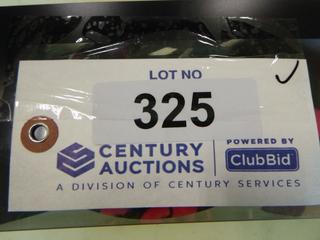 LOT NO
325
CENTURY
AUCTIONS
POWERED BY
ClubBid
A DIVISION OF CENTURY SERVICES